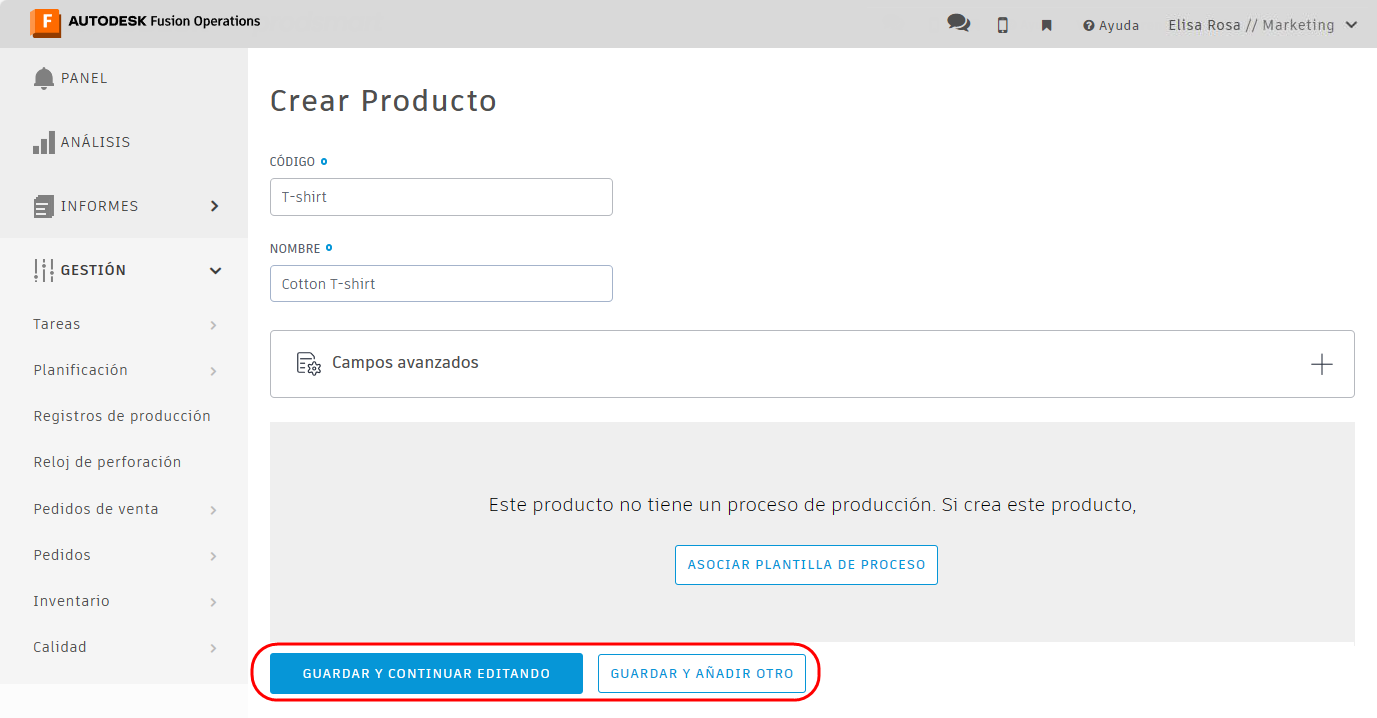 F AUTODESK Fusion Operations
Ayuda
Elisa Rosa // Marketing
PANEL
ANÁLISIS
INFORMES
GESTIÓN
Tareas
Planificación
Registros de producción
Reloj de perforación
Pedidos de venta
Pedidos
Inventario
Calidad
Crear Producto
CÓDIGO
T-shirt
NOMBRE
Cotton T-shirt
Campos avanzados
Este producto no tiene un proceso de producción. Si crea este producto,
ASOCIAR PLANTILLA DE PROCESO
GUARDAR Y CONTINUAR EDITANDO
GUARDAR Y AÑADIR OTRO